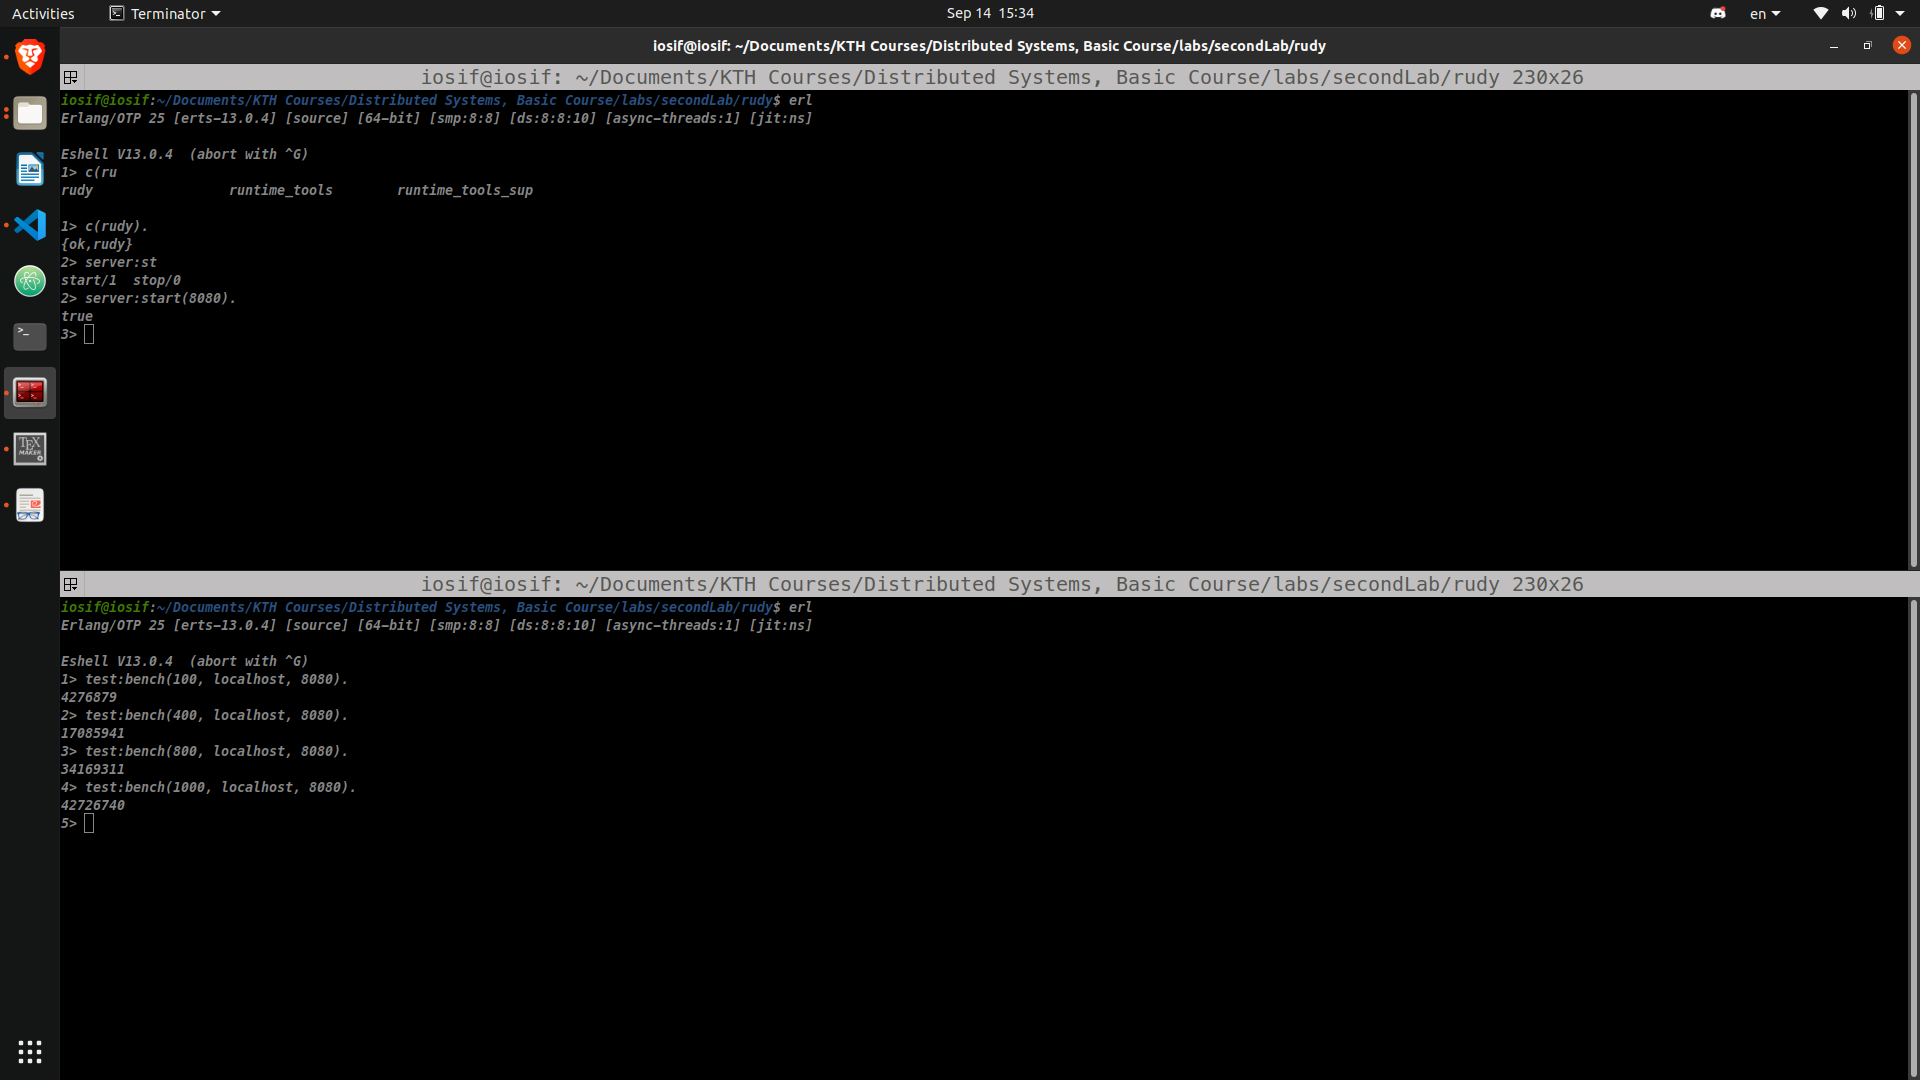 Activities Terminator Sep 14 15:34 en
iosif@iosif: ~/Documents/KTH Courses/Distributed Systems, Basic Course/labs/secondLab/rudy
iosif@iosif: ~/Documents/KTH Courses/Distributed Systems, Basic Course/labs/secondLab/rudy 230x26
iosif@iosif:~/Documents/KTH Courses/Distributed Systems, Basic Course/labs/secondLab/rudy$ erl
Erlang/OTP 25 [erts-13.0.4] [source] [64-bit] [smp:8:8] [ds:8:8:10] [async-threads:1] [jit:ns]
Eshell V13.0.4  (abort with ^G)
1> c(ru
rudy                 runtime_tools        runtime_tools_sup
1> c(rudy).
{ok,rudy}
2> server:st
start/1  stop/0
2> server:start(8080).
true
3>
iosif@iosif: ~/Documents/KTH Courses/Distributed Systems, Basic Course/labs/secondLab/rudy 230x26
iosif@iosif:~/Documents/KTH Courses/Distributed Systems, Basic Course/labs/secondLab/rudy$ erl
Erlang/OTP 25 [erts-13.0.4] [source] [64-bit] [smp:8:8] [ds:8:8:10] [async-threads:1] [jit:ns]
Eshell V13.0.4  (abort with ^G)
1> test:bench(100, localhost, 8080).
4276879
2> test:bench(400, localhost, 8080).
17085941
3> test:bench(800, localhost, 8080).
34169311
4> test:bench(1000, localhost, 8080).
42726740
5>
TEX
MAKER